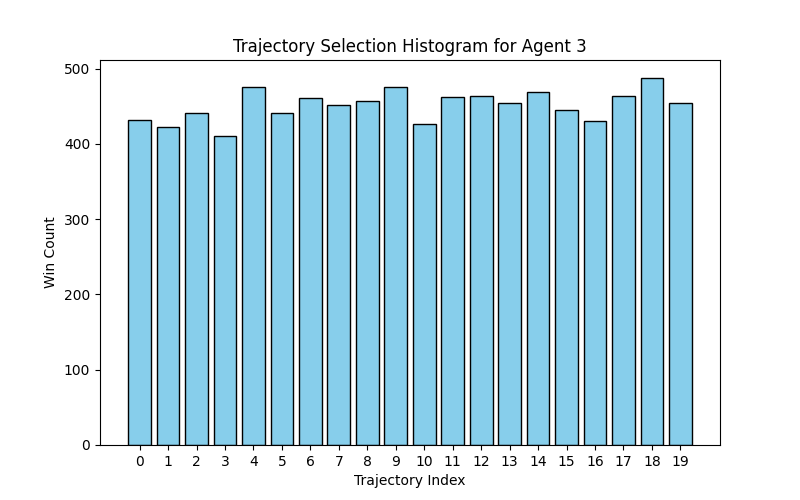 Trajectory Selection Histogram for Agent 3
500
400
300
200
100
0
Win Count
0 1 2 3 4 5 6 7 8 9 10 11 12 13 14 15 16 17 18 19
Trajectory Index